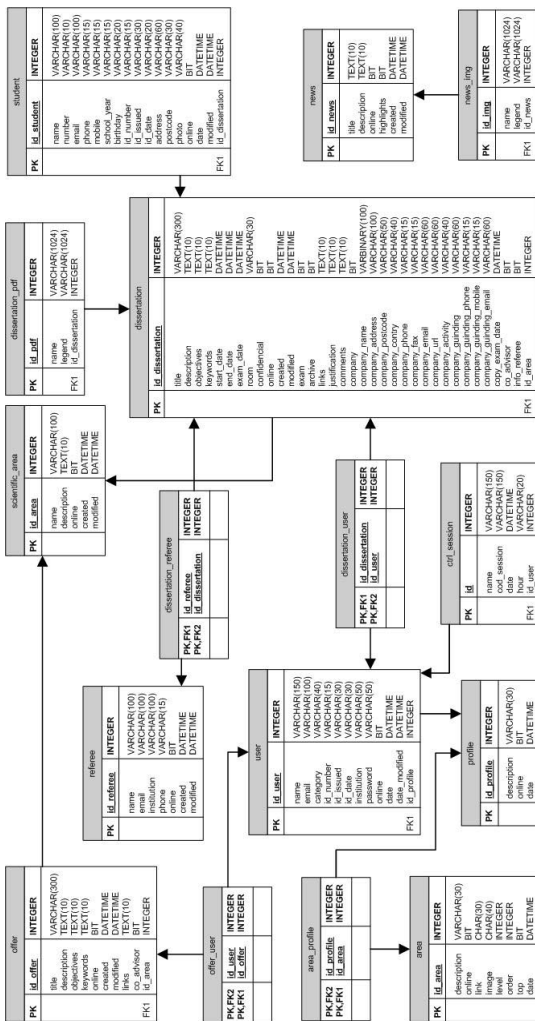 offer
PK id_offer INTEGER
title VARCHAR(300)
description TEXT(10)
objectives TEXT(10)
keywords TEXT(10)
online BIT
created DATETIME
modified DATETIME
links TEXT(10)
co_advisor BIT
FK1 id_area INTEGER
scientific_area
PK id_area INTEGER
name VARCHAR(100)
description TEXT(10)
online BIT
created DATETIME
modified DATETIME
dissertation_pdf
PK id_pdf INTEGER
name VARCHAR(1024)
legend VARCHAR(1024)
FK1 id_dissertation INTEGER
student
PK id_student INTEGER
name VARCHAR(100)
number VARCHAR(10)
email VARCHAR(100)
phone VARCHAR(15)
mobile VARCHAR(15)
school_year VARCHAR(15)
birthday VARCHAR(20)
id_number VARCHAR(15)
id_issued VARCHAR(30)
id_date VARCHAR(20)
address VARCHAR(60)
postcode VARCHAR(30)
photo VARCHAR(40)
online BIT
date DATETIME
modified DATETIME
FK1 id_dissertation INTEGER
referee
PK id_referee INTEGER
name VARCHAR(100)
email VARCHAR(100)
institution VARCHAR(100)
phone VARCHAR(15)
online BIT
created DATETIME
modified DATETIME
dissertation_referee
PK,FK1 id_referee INTEGER
PK,FK2 id_dissertation INTEGER
dissertation
PK id_dissertation INTEGER
title VARCHAR(300)
description TEXT(10)
objectives TEXT(10)
keywords TEXT(10)
start_date DATETIME
end_date DATETIME
exam_date DATETIME
room VARCHAR(30)
confidencial BIT
online BIT
created DATETIME
modified DATETIME
exam BIT
archive BIT
links TEXT(10)
justification TEXT(10)
comments TEXT(10)
company BIT
company_name VARBINARY(100)
company_address VARCHAR(100)
company_postcode VARCHAR(50)
company_contry VARCHAR(40)
company_phone VARCHAR(15)
company_fax VARCHAR(15)
company_email VARCHAR(60)
company_url VARCHAR(60)
company_activity VARCHAR(40)
company_guinding VARCHAR(60)
company_guinding_phone VARCHAR(15)
company_guinding_mobile VARCHAR(15)
company_guinding_email VARCHAR(60)
copy_exam_date DATETIME
co_advisor BIT
info_referee BIT
FK1 id_area INTEGER
offer_user
PK,FK2 id_user INTEGER
PK,FK1 id_offer INTEGER
user
PK id_user INTEGER
name VARCHAR(150)
email VARCHAR(100)
category VARCHAR(40)
id_number VARCHAR(15)
id_issued VARCHAR(30)
id_date VARCHAR(30)
institution VARCHAR(50)
password VARCHAR(50)
online BIT
date DATETIME
date_modified DATETIME
FK1 id_profile INTEGER
dissertation_user
PK,FK1 id_dissertation INTEGER
PK,FK2 id_user INTEGER
news
PK id_news INTEGER
title TEXT(10)
description TEXT(10)
online BIT
highlights BIT
created DATETIME
modified DATETIME
area_profile
PK,FK2 id_profile INTEGER
PK,FK1 id_area INTEGER
ctrl_session
PK id INTEGER
name VARCHAR(150)
cod_session VARCHAR(150)
date DATETIME
hour VARCHAR(20)
FK1 id_user INTEGER
area
PK id_area INTEGER
description VARCHAR(30)
online BIT
link CHAR(30)
image CHAR(40)
level INTEGER
order INTEGER
top BIT
date DATETIME
profile
PK id_profile INTEGER
description VARCHAR(30)
online BIT
date DATETIME
news_img
PK id_img INTEGER
name VARCHAR(1024)
legend VARCHAR(1024)
FK1 id_news INTEGER